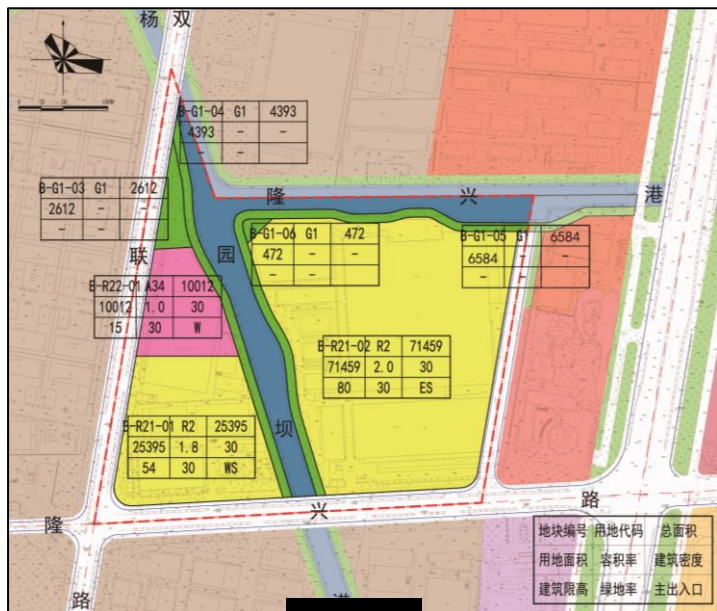 杨 双
B-G1-04 G1 4393
4393 - -
- -
B-G1-03 G1 2612
2612 - -
- - -
隆 兴 港
联
园
B-G1-06 G1 472
472 - -
- -
B-G1-05 G1 6584
6584 - -
- -
B-R22-01 A34 10012
10012 1.0 30
15 30 W
B-R21-02 R2 71459
71459 2.0 30
80 30 ES
B-R21-01 R2 25395
25395 1.8 30
54 30 WS
坝
隆 兴 路
路
港
地块编号 用地代码 总面积
用地面积 容积率 建筑密度
建筑限高 绿地率 主出入口